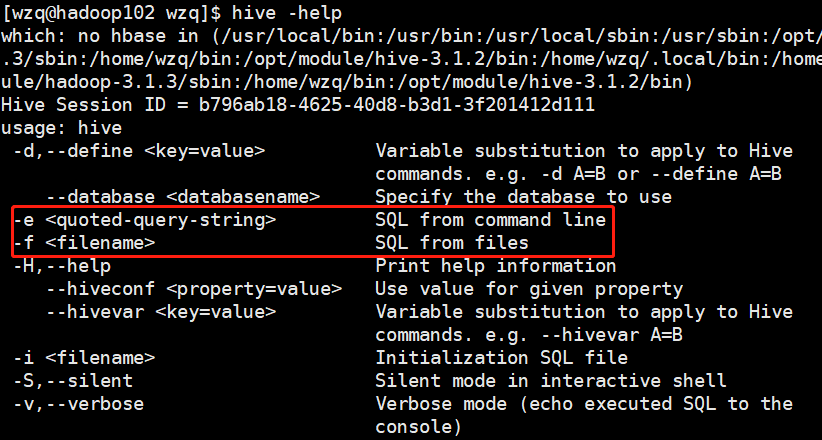 [wzq@hadoop102 wzq]$ hive -help
which: no hbase in (/usr/local/bin:/usr/bin:/usr/local/sbin:/usr/sbin:/opt/
.3/sbin:/home/wzq/bin:/opt/module/hive-3.1.2/bin:/home/wzq/.local/bin:/home
ule/hadoop-3.1.3/sbin:/home/wzq/bin:/opt/module/hive-3.1.2/bin)
Hive Session ID = b796ab18-4625-40d8-b3d1-3f201412d111
usage: hive
 -d,--define <key=value>          Variable substitution to apply to Hive
                                  commands. e.g. -d A=B or --define A=B
    --database <databasename>     Specify the database to use
 -e <quoted-query-string>         SQL from command line
 -f <filename>                    SQL from files
 -H,--help                        Print help information
    --hiveconf <property=value>   Use value for given property
    --hivevar <key=value>         Variable substitution to apply to Hive
                                  commands. e.g. --hivevar A=B
 -i <filename>                    Initialization SQL file
 -S,--silent                      Silent mode in interactive shell
 -v,--verbose                     Verbose mode (echo executed SQL to the
                                  console)